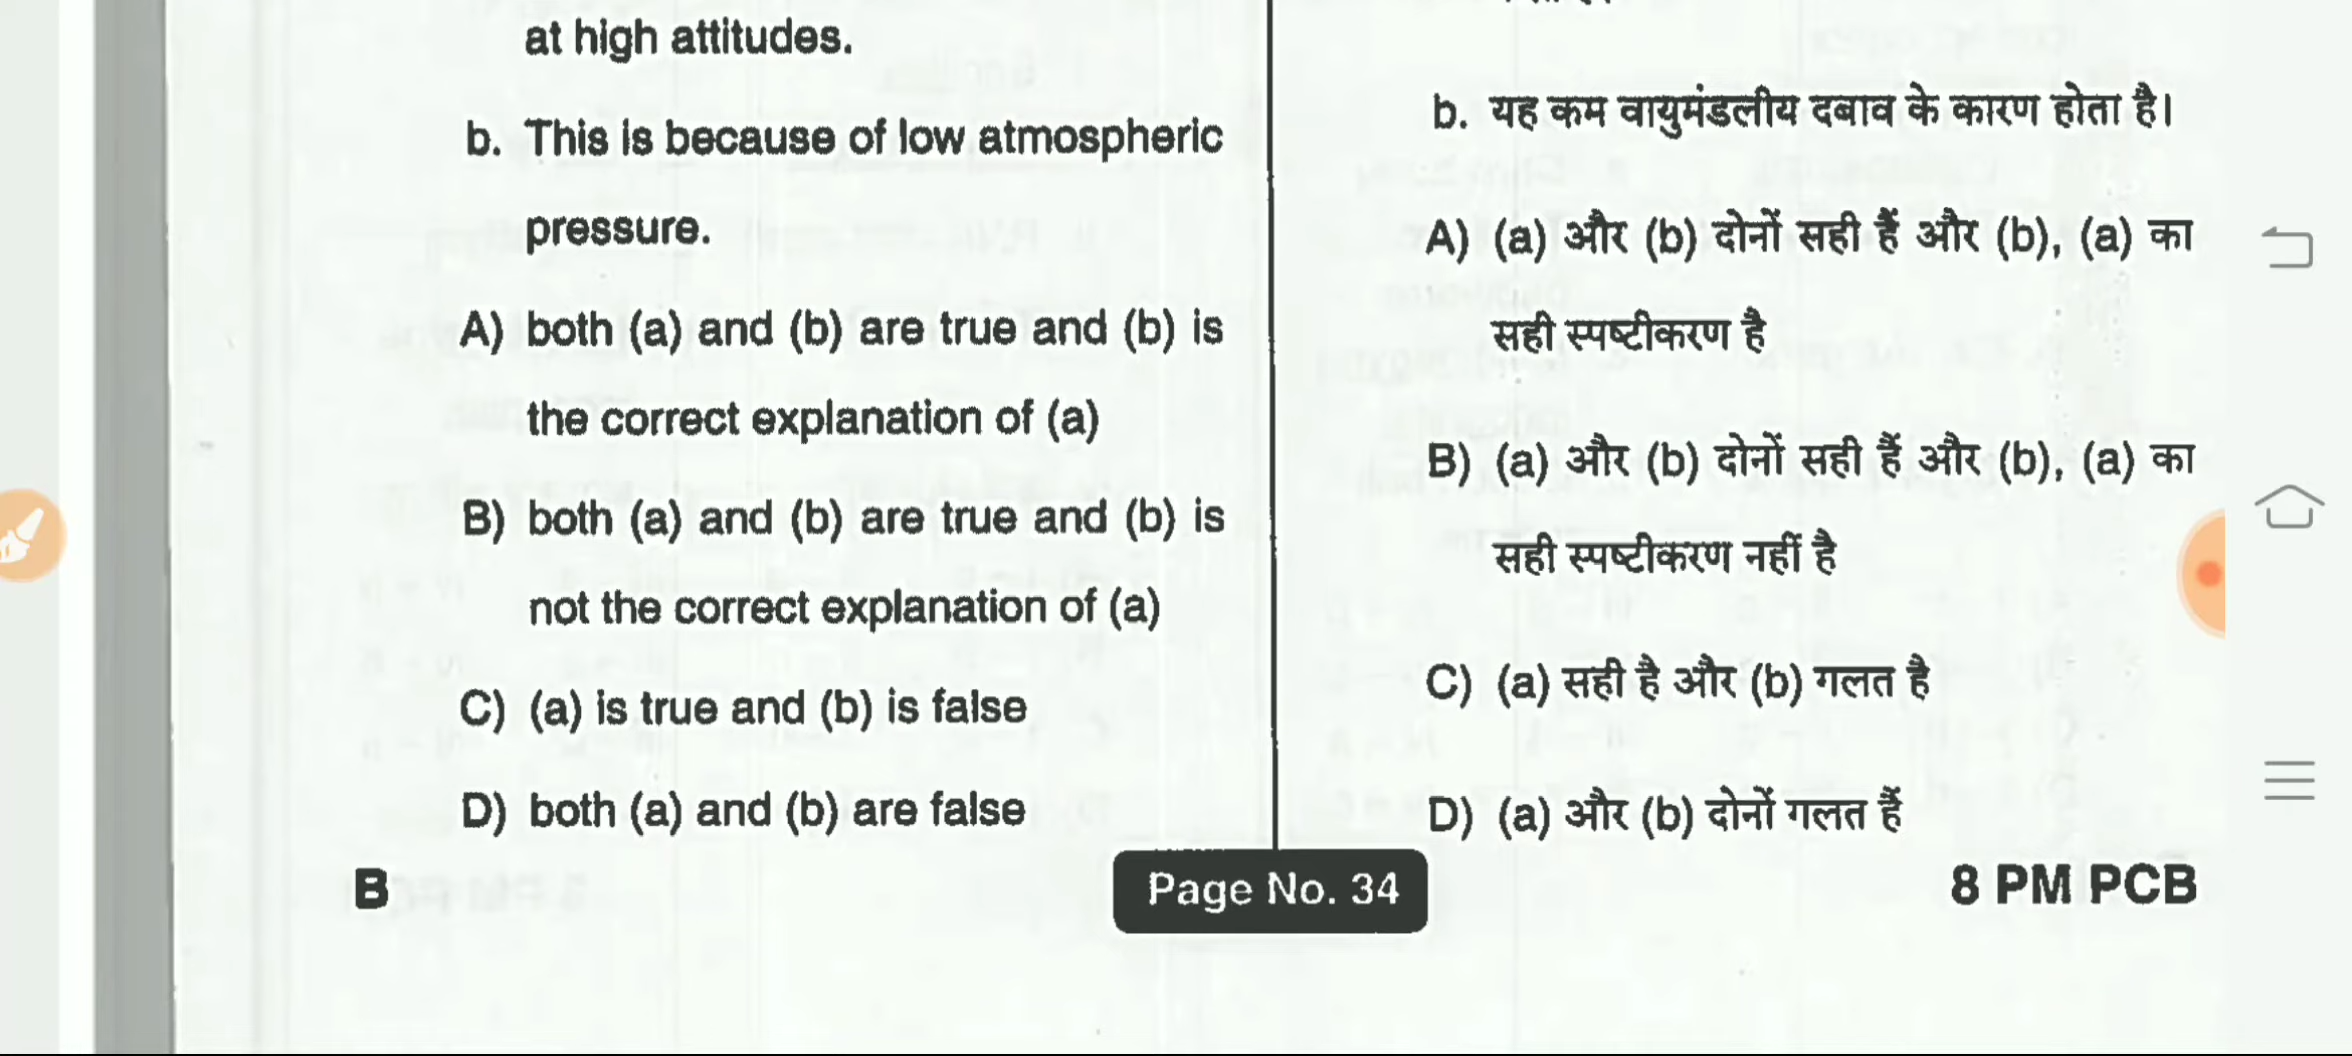 at high attitudes.
b. This is because of low atmospheric
pressure.
A) both (a) and (b) are true and (b) is
the correct explanation of (a)
B) both (a) and (b) are true and (b) is
not the correct explanation of (a)
C) (a) is true and (b) is false
D) both (a) and (b) are false
b. यह कम वायुमंडलीय दबाव के कारण होता है।
A) (a) और (b) दोनों सही हैं और (b), (a) का
सही स्पष्टीकरण है
B) (a) और (b) दोनों सही हैं और (b), (a) का
सही स्पष्टीकरण नहीं है
C) (a) सही है और (b) गलत है
D) (a) और (b) दोनों गलत हैं
B
Page No. 34
8 PM PCB